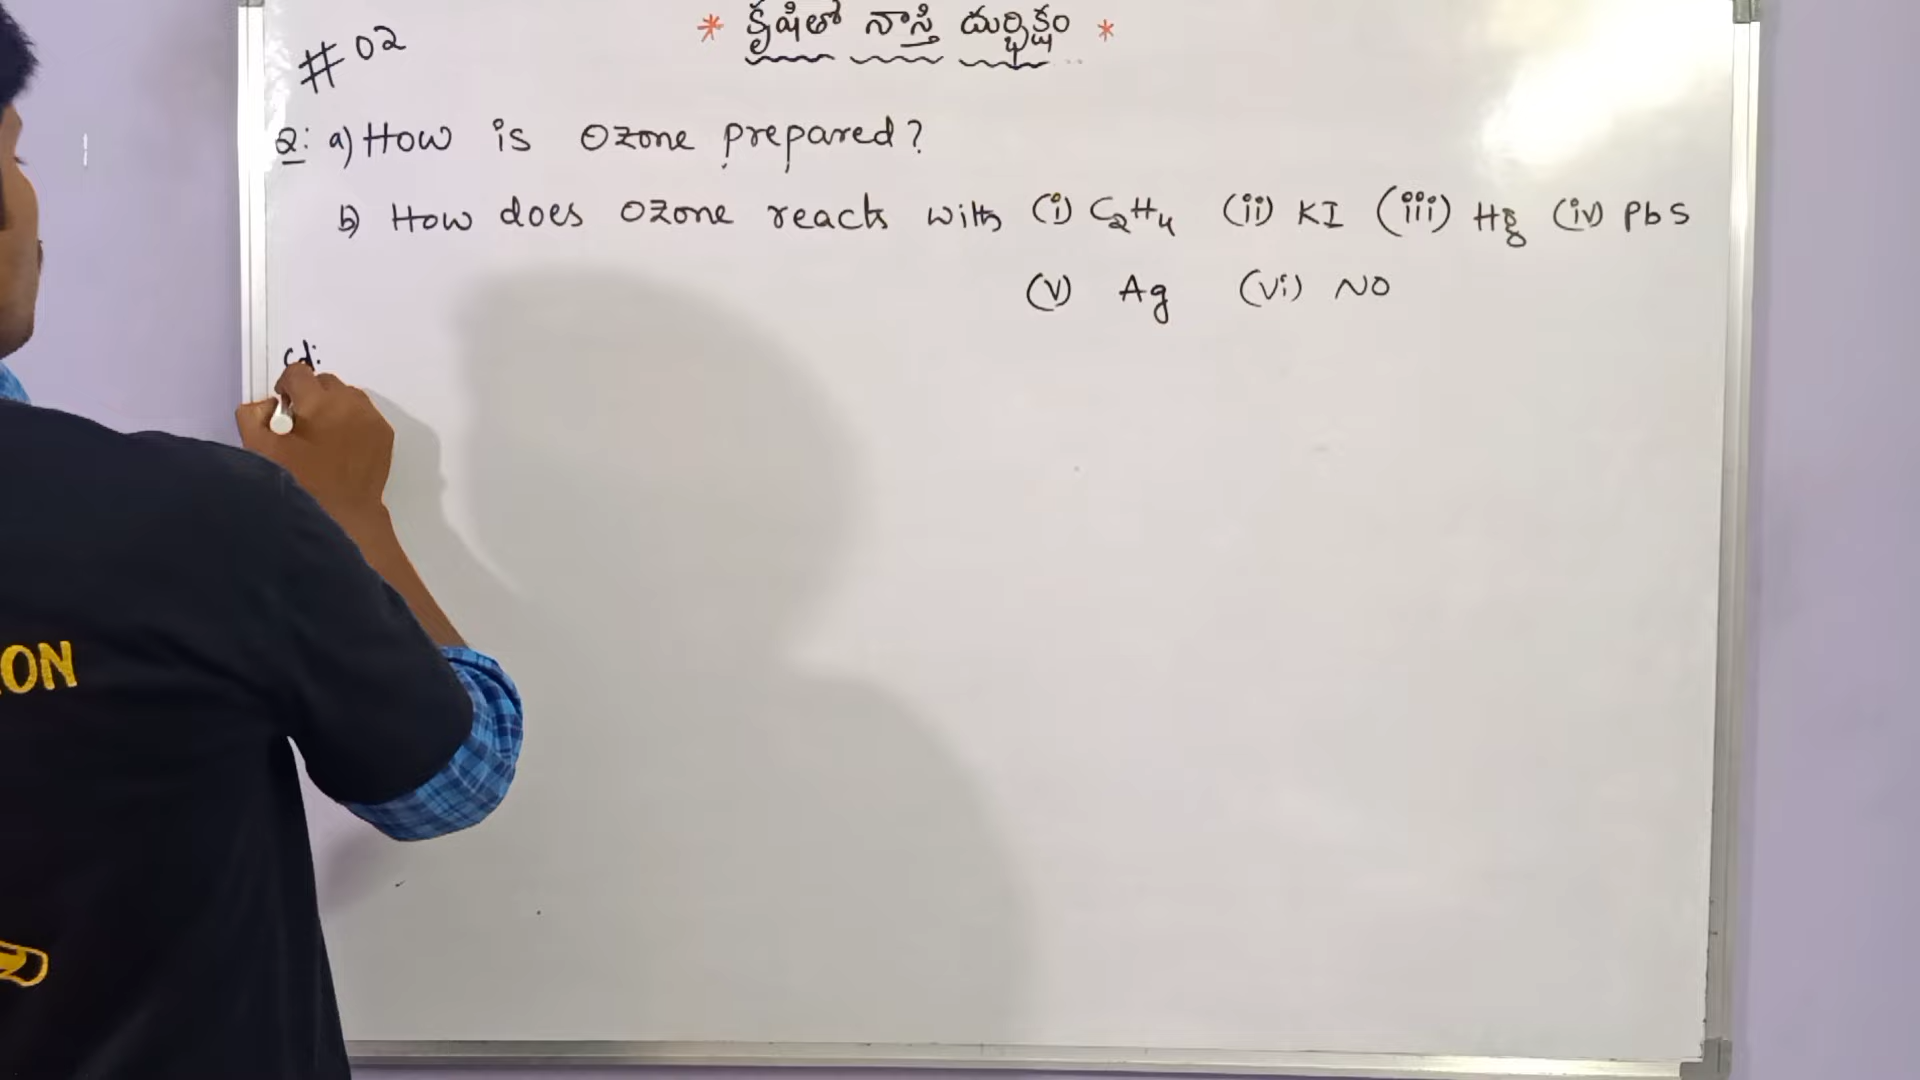 * కృషితో నాస్తి దుర్భిక్షం *
#02
Q: a) How is Ozone prepared?
b) How does Ozone reacts with (i) C₂H₄ (ii) KI (iii) Hg (iv) PbS
(v) Ag (vi) NO
ON